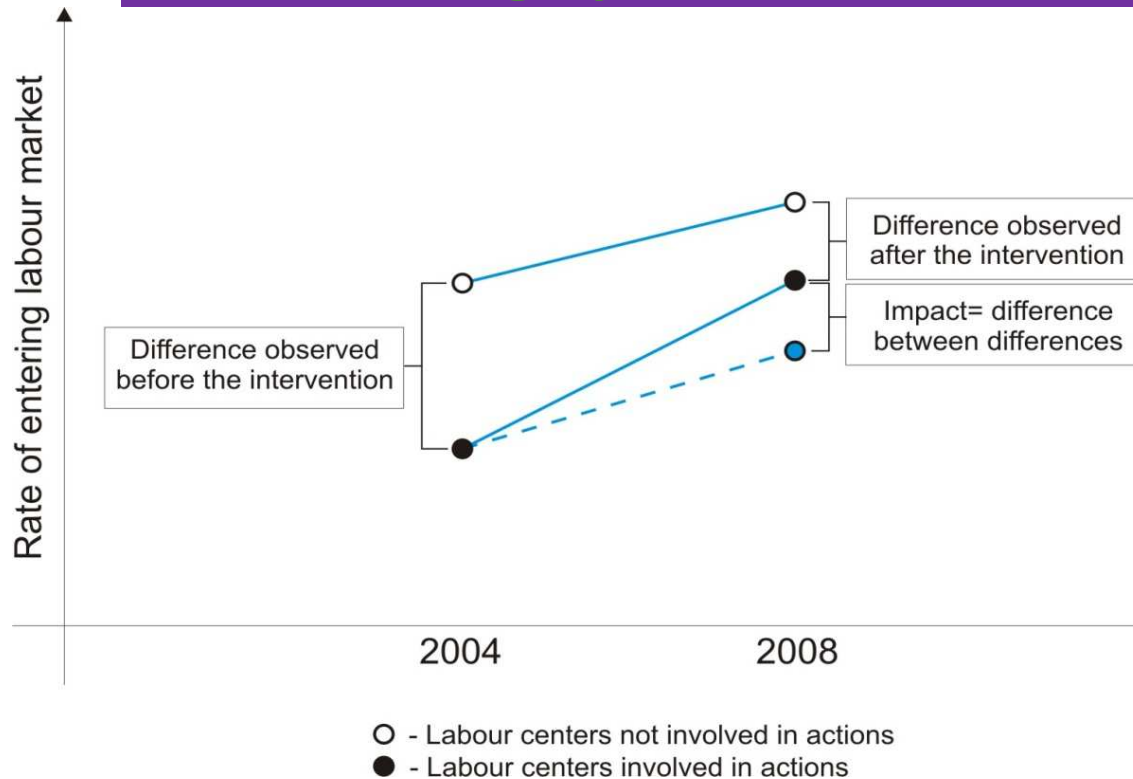 Rate of entering labour market
Difference observed
before the intervention
Difference observed
after the intervention
Impact= difference
between differences
2004
2008
- Labour centers not involved in actions
- Labour centers involved in actions